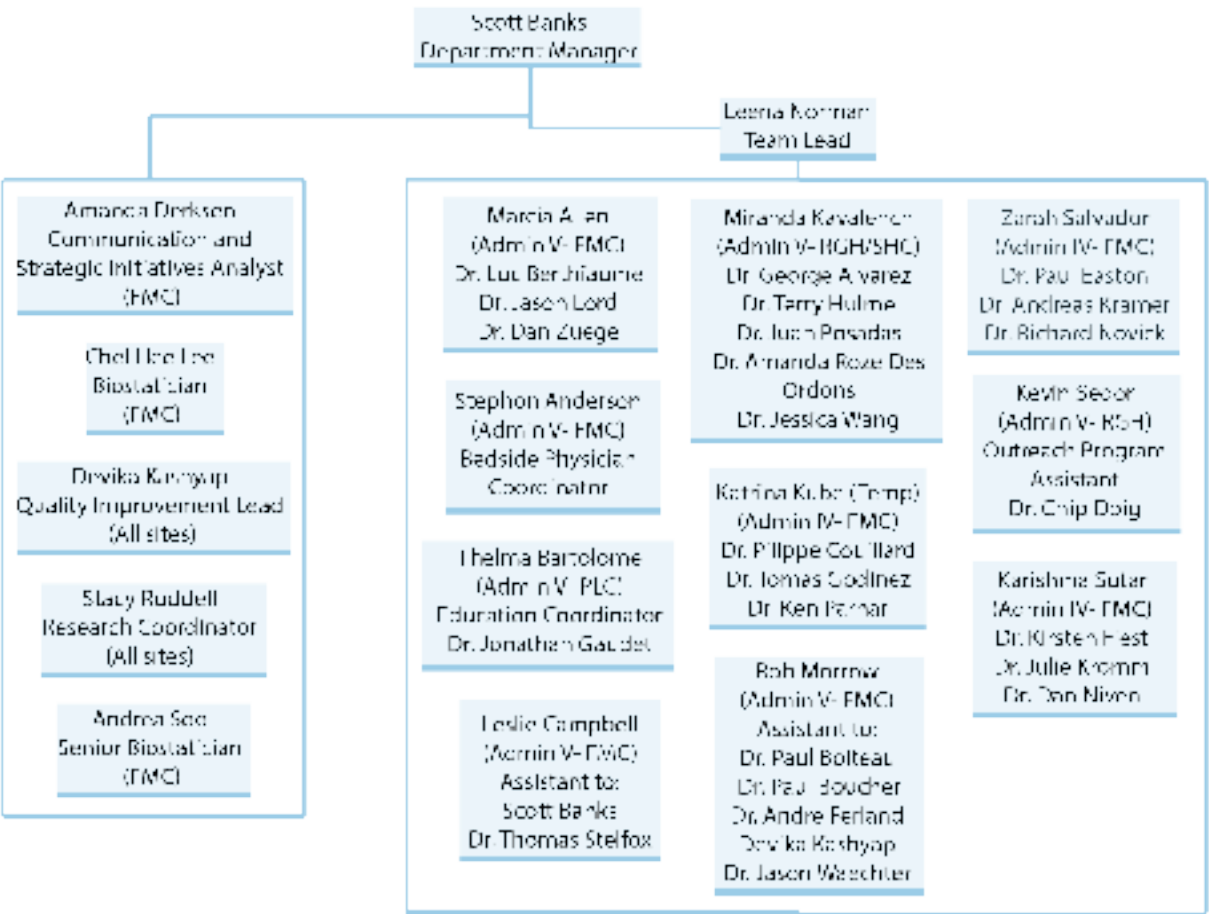 Scott Banks
Department Manager
Leena Norman
Team Lead
Amanda Derksen
Communication and
Strategic Initiatives Analyst
(FMC)
Chel Hee Lee
Biostatician
(FMC)
Devika Kashyap
Quality Improvement Lead
(All sites)
Stacy Ruddell
Research Coordinator
(All sites)
Andrea Soo
Senior Biostatician
(FMC)
Marcia Allen
(Admin V- FMC)
Dr. Luc Berthiaume
Dr. Jason Lord
Dr. Dan Zuege
Stephon Anderson
(Admin V- FMC)
Bedside Physician
Coordinator
Thelma Bartolome
(Admin V- PLC)
Education Coordinator
Dr. Jonathan Gaudet
Leslie Campbell
(Admin V- FMC)
Assistant to:
Scott Banks
Dr. Thomas Stelfox
Miranda
(Admin V- RGH/SHC)
Dr. George Alvarez
Dr. Terry Hulme
Dr. Juan Posadas
Dr. Amanda Roze Des
Ordons
Dr. Jessica Wang
Katrina (Temp)
(Admin IV- FMC)
Dr. Philippe Couillard
Dr. Tomas Godinez
Dr. Ken Parhar
Rob Morrow
(Admin V- FMC)
Assistant to:
Dr. Paul Boiteau
Dr. Paul Boucher
Dr. Andre Ferland
Devika Kashyap
Dr. Jason Waechter
Zarah Salvador
(Admin IV- FMC)
Dr. Paul Easton
Dr. Andreas Kramer
Dr. Richard Novick
Kevin
(Admin V- RGH)
Outreach Program
Assistant
Dr. Chip Doig
Karishma Sutar
(Admin IV- FMC)
Dr. Kirsten Fiest
Dr. Julie Kromm
Dr. Dan Niven